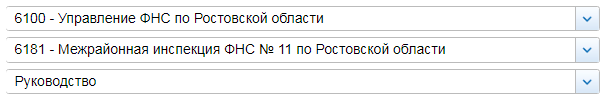 6100 - Управление ФНС по Ростовской области
6181 - Межрайонная инспекция ФНС № 11 по Ростовской области
Руководство